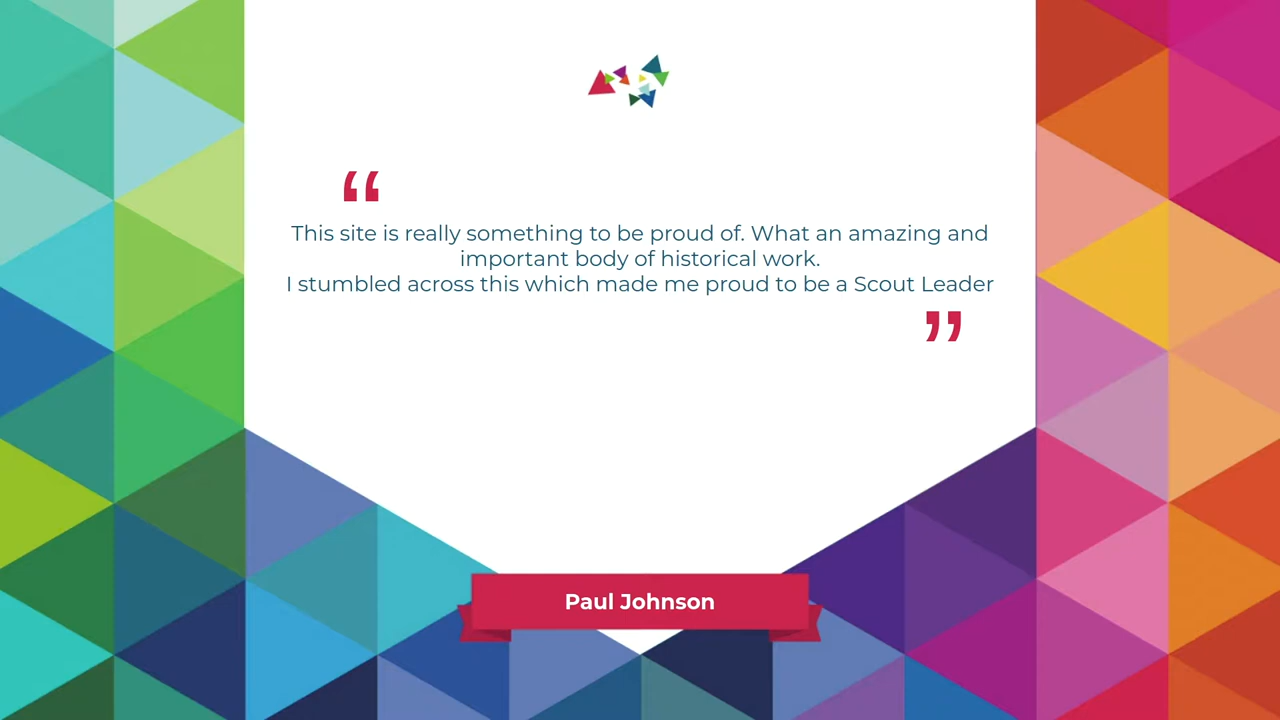 “
This site is really something to be proud of. What an amazing and
important body of historical work.
I stumbled across this which made me proud to be a Scout Leader
”
Paul Johnson